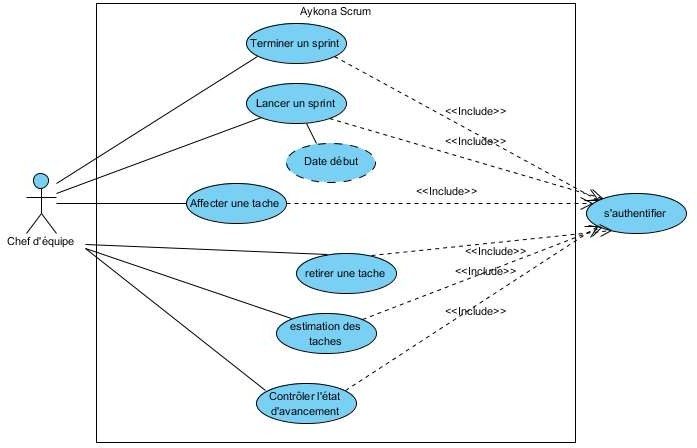 Aykona Scrum
Terminer un sprint
Lancer un sprint
<<Include>>
<<Include>>
Date début
Affecter une tache
<<Include>>
s'authentifier
Chef d'équipe
retirer une tache
<<Include>>
<<Include>>
estimation des
taches
<<Include>>
Contrôler l'état
d'avancement